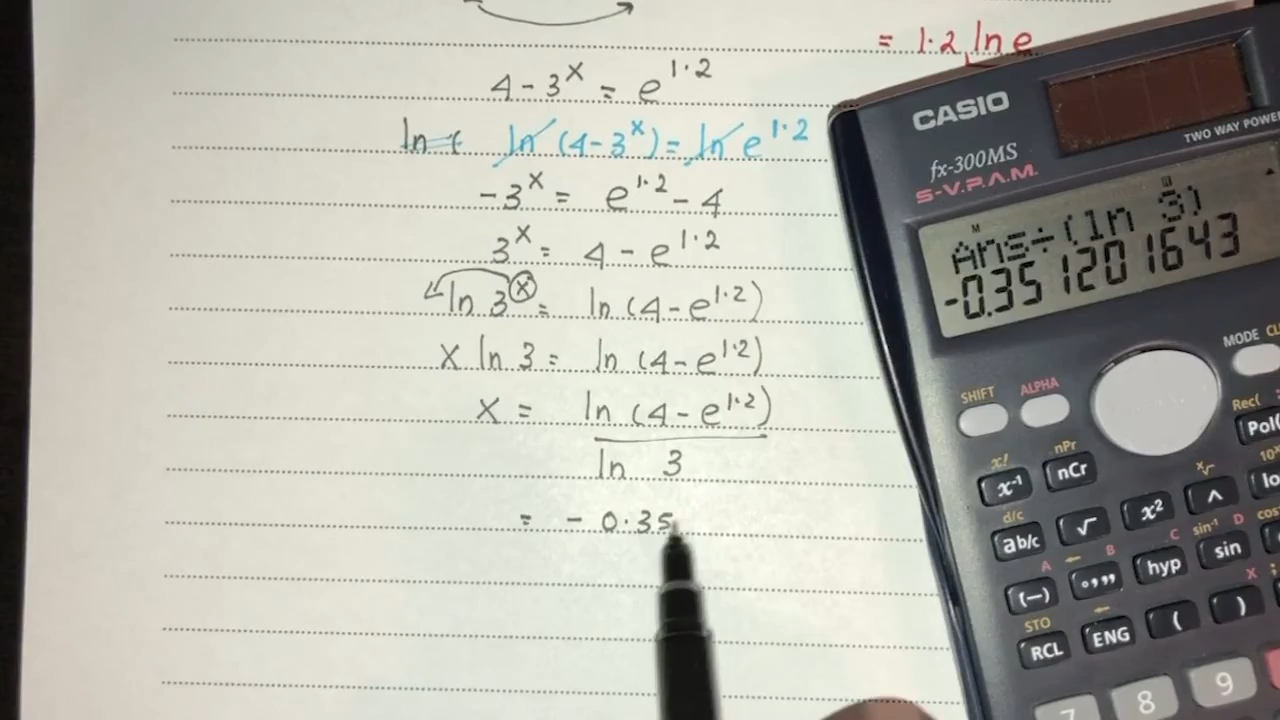 = 1.2 ln e
4 - 3^x = e^1.2
ln (4 - 3^x) = ln e^1.2
-3^x = e^1.2 - 4
3^x = 4 - e^1.2
ln 3^x = ln (4 - e^1.2)
x ln 3 = ln (4 - e^1.2)
x = ln (4 - e^1.2)
ln 3
= - 0.35
CASIO
TWO WAY POWER
fx-300MS
S-V.P.A.M.
M
Ans÷(ln 3)
-0.3512201643
MODE
SHIFT ALPHA
Rec(
Pol(
x! nPr
x⁻¹ nCr
d/c
ab/c √ x² ^
A B C sin⁻¹ D
(−) °,,, hyp sin
STO X
RCL ENG ( )
7 8 9